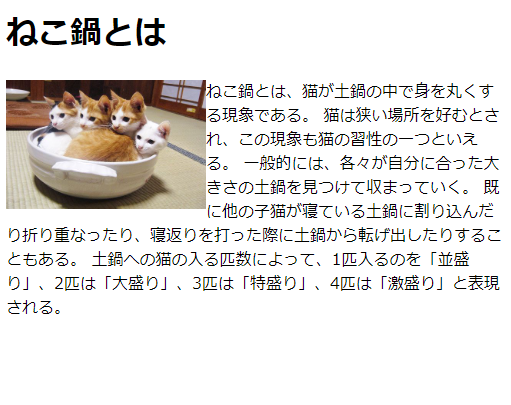 ねこ鍋とは
ねこ鍋とは、猫が土鍋の中で身を丸くす
る現象である。 猫は狭い場所を好むとさ
れ、この現象も猫の習性の一つといえ
る。 一般的には、各々が自分に合った大
きさの土鍋を見つけて収まっていく。 既
に他の子猫が寝ている土鍋に割り込んだ
り折り重なったり、寝返りを打った際に土鍋から転げ出したりするこ
ともある。 土鍋への猫の入る匹数によって、1匹入るのを「並盛
り」、2匹は「大盛り」、3匹は「特盛り」、4匹は「激盛り」と表現
される。